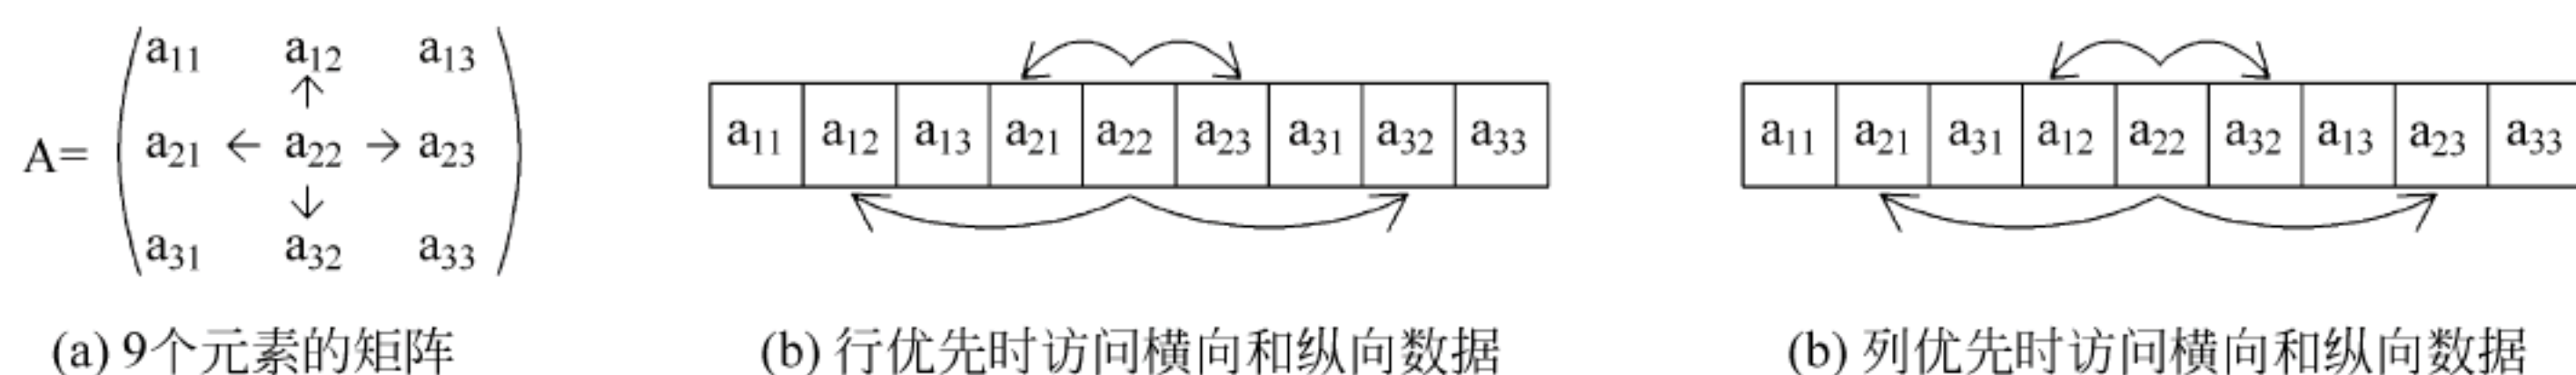 a11 a12 a13
A= a21 ← a22 → a23
a31 a32 a33
a11 a12 a13 a21 a22 a23 a31 a32 a33
a11 a21 a31 a12 a22 a32 a13 a23 a33
(a) 9个元素的矩阵
(b) 行优先时访问横向和纵向数据
(b) 列优先时访问横向和纵向数据